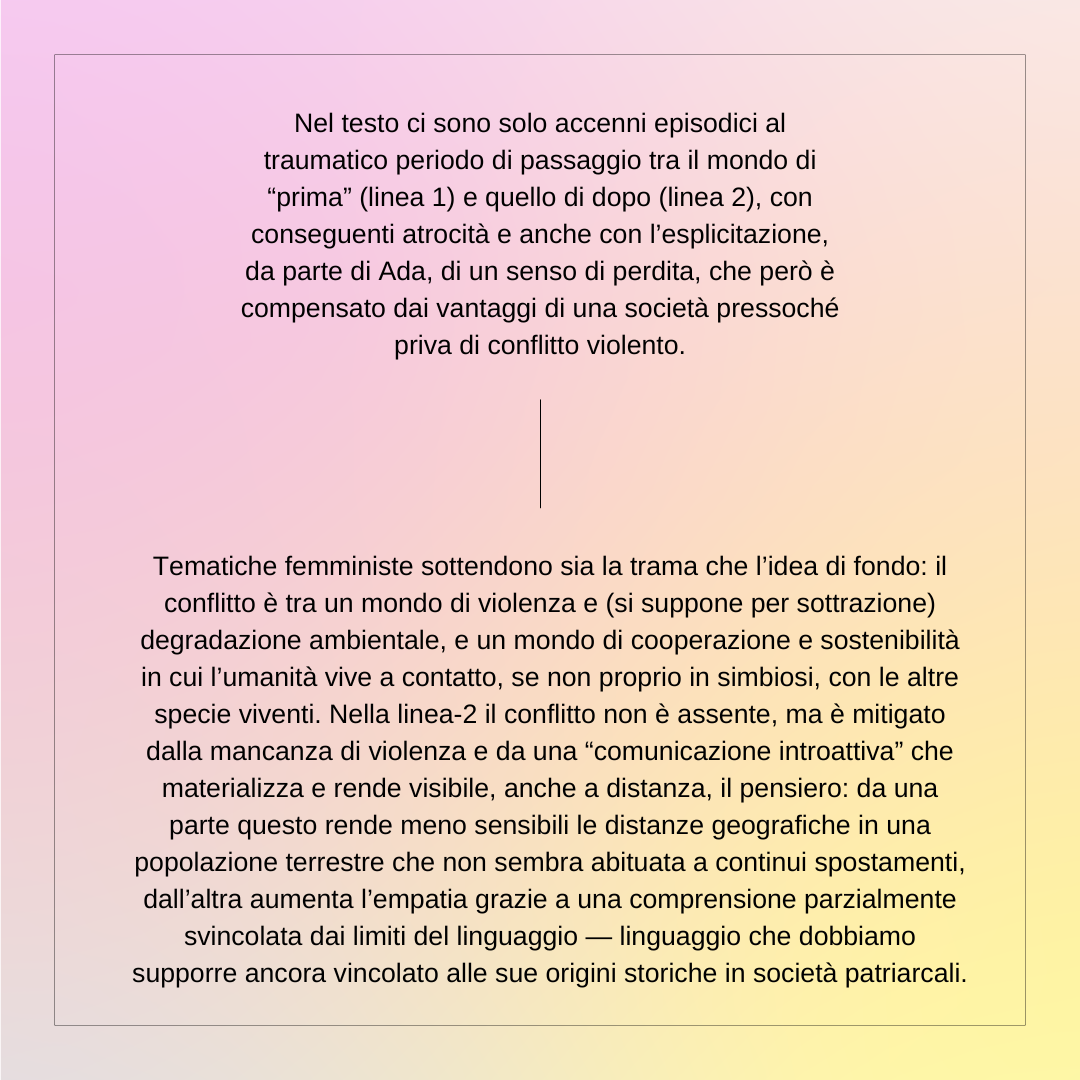 Nel testo ci sono solo accenni episodici al
traumatico periodo di passaggio tra il mondo di
“prima” (linea 1) e quello di dopo (linea 2), con
conseguenti atrocità e anche con l’esplicitazione,
da parte di Ada, di un senso di perdita, che però è
compensato dai vantaggi di una società pressoché
priva di conflitto violento.
Tematiche femministe sottendono sia la trama che l’idea di fondo: il
conflitto è tra un mondo di violenza e (si suppone per sottrazione)
degradazione ambientale, e un mondo di cooperazione e sostenibilità
in cui l’umanità vive a contatto, se non proprio in simbiosi, con le altre
specie viventi. Nella linea-2 il conflitto non è assente, ma è mitigato
dalla mancanza di violenza e da una “comunicazione introattiva” che
materializza e rende visibile, anche a distanza, il pensiero: da una
parte questo rende meno sensibili le distanze geografiche in una
popolazione terrestre che non sembra abituata a continui spostamenti,
dall’altra aumenta l’empatia grazie a una comprensione parzialmente
svincolata dai limiti del linguaggio — linguaggio che dobbiamo
supporre ancora vincolato alle sue origini storiche in società patriarcali.